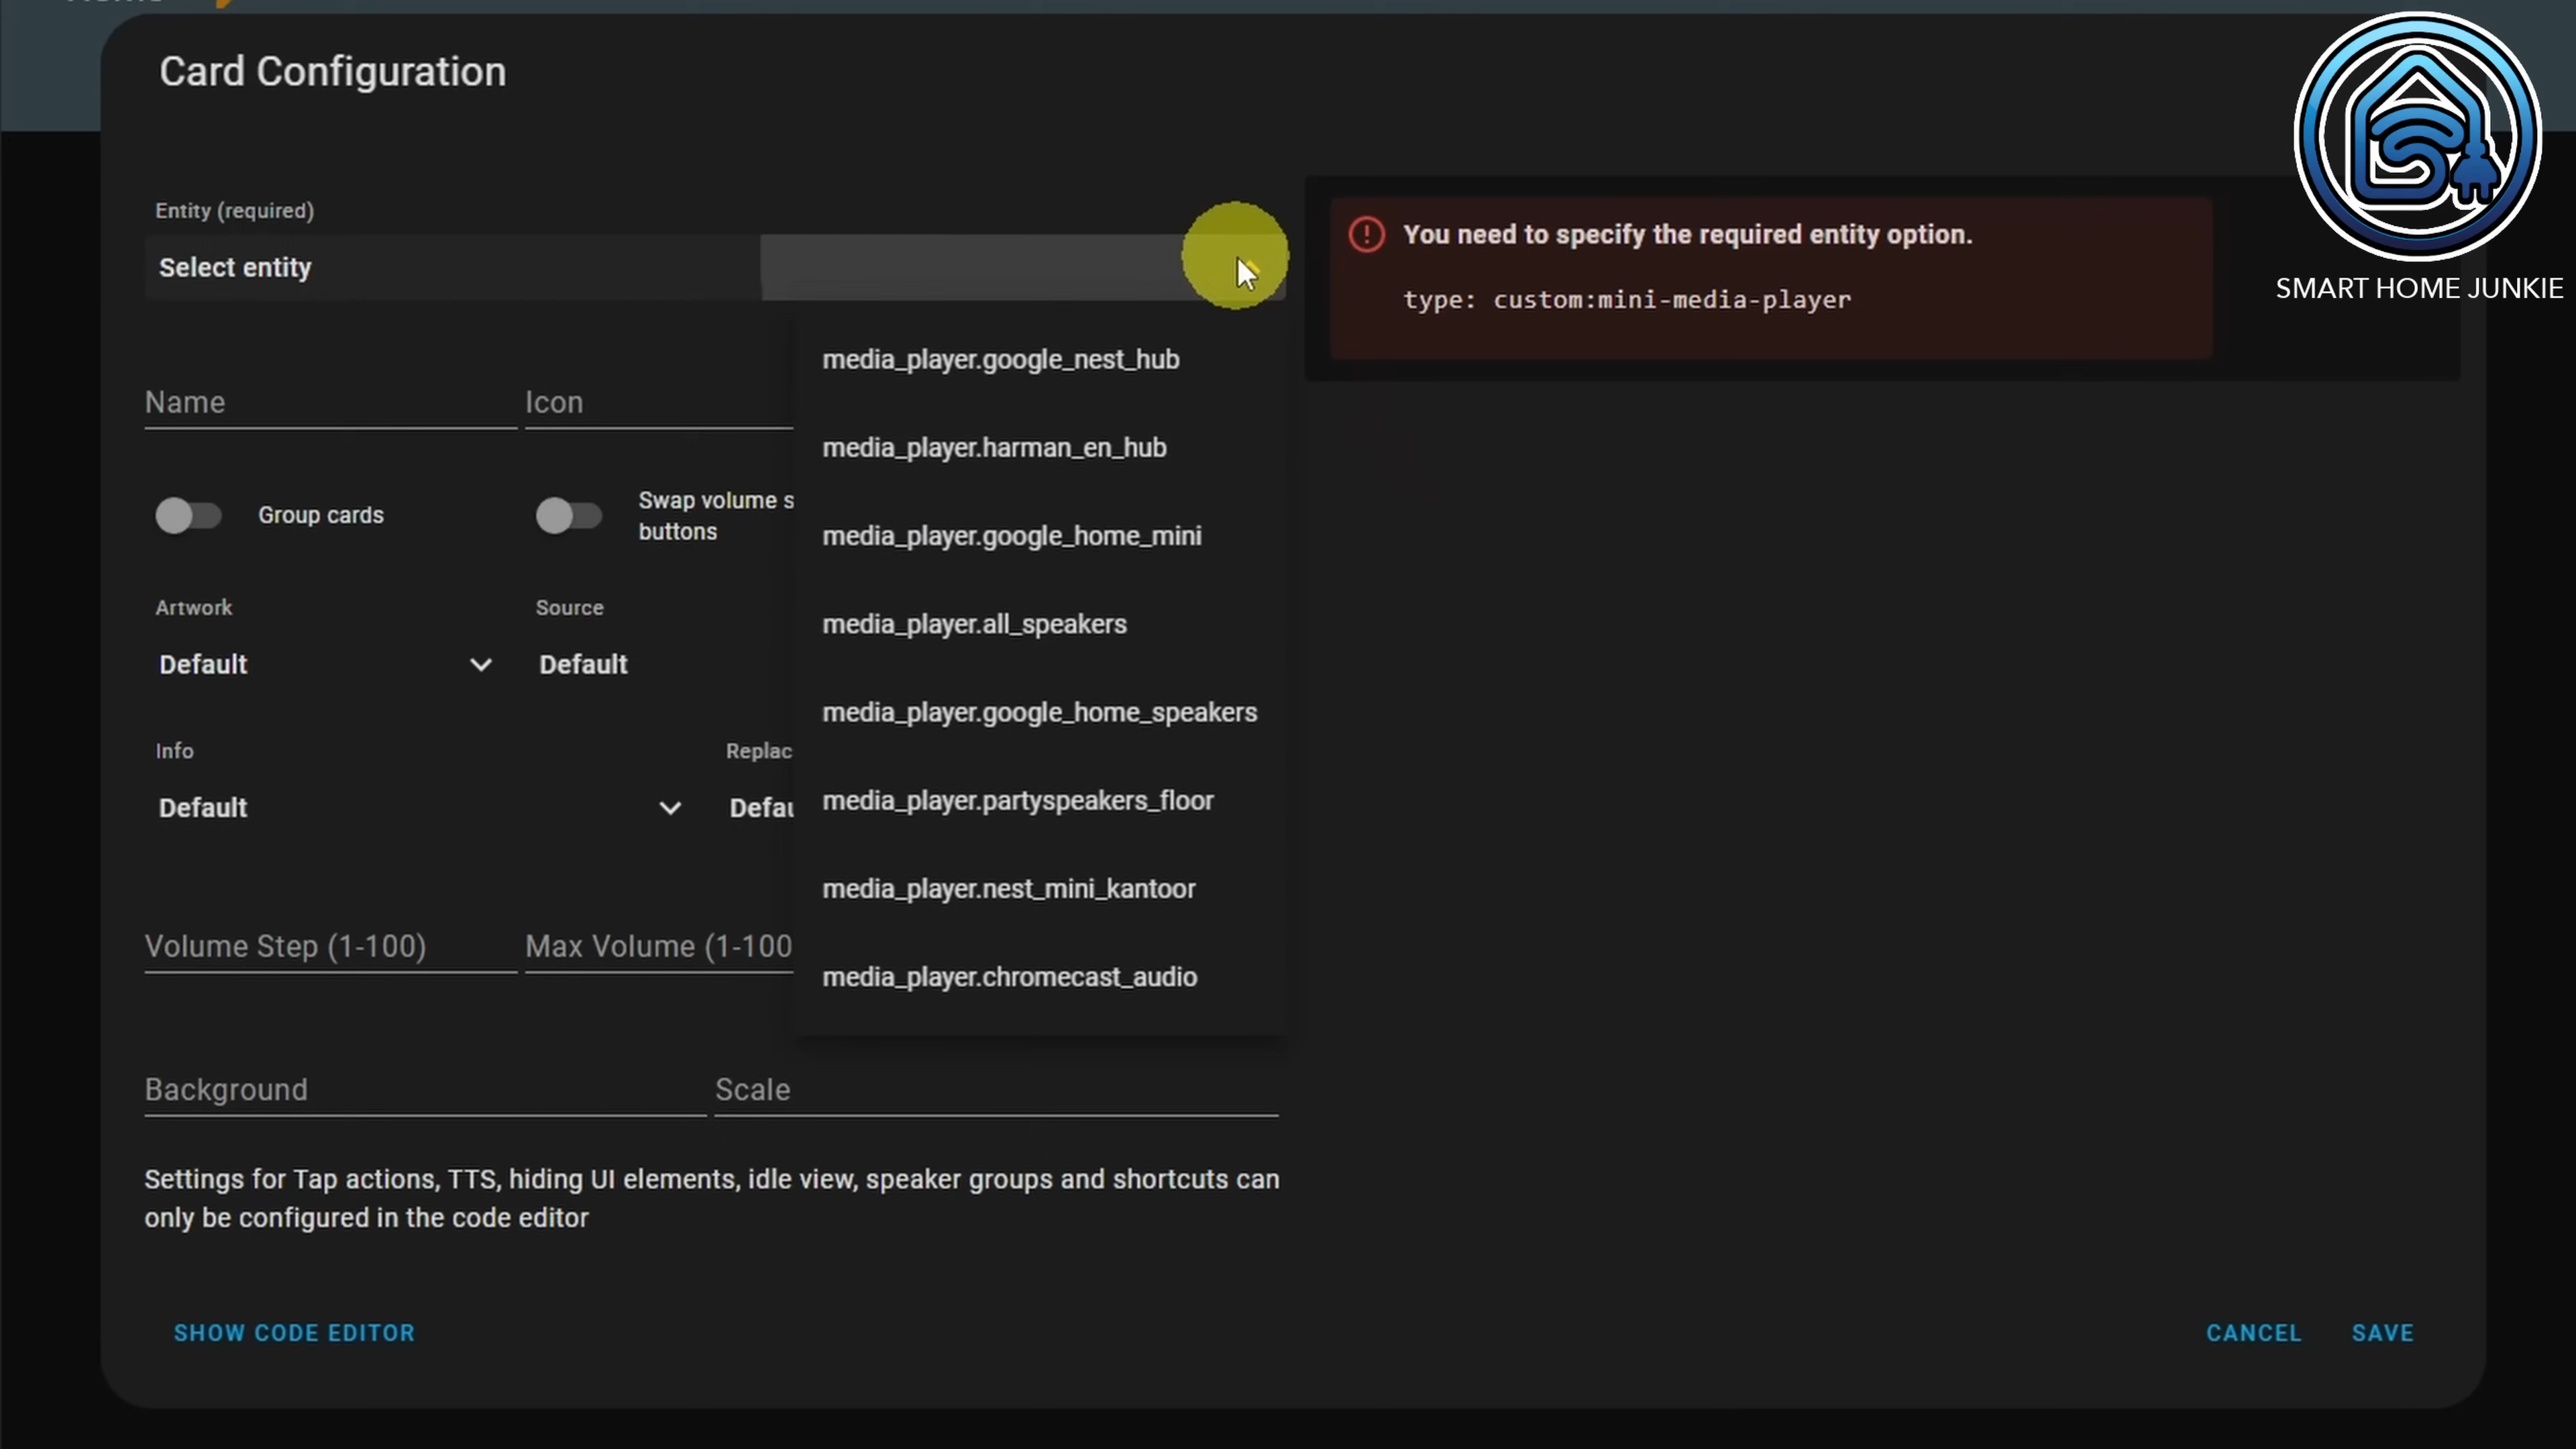 Card Configuration
SMART HOME JUNKIE
Entity (required)
Select entity
You need to specify the required entity option.
type: custom:mini-media-player
media_player.google_nest_hub
media_player.harman_en_hub
media_player.google_home_mini
media_player.all_speakers
media_player.google_home_speakers
media_player.partyspeakers_floor
media_player.nest_mini_kantoor
media_player.chromecast_audio
Name
Icon
Group cards
Swap volume s
buttons
Artwork
Source
Default
Default
Info
Replac
Default
Defau
Volume Step (1-100)
Max Volume (1-100
Background
Scale
Settings for Tap actions, TTS, hiding UI elements, idle view, speaker groups and shortcuts can
only be configured in the code editor
SHOW CODE EDITOR
CANCEL
SAVE